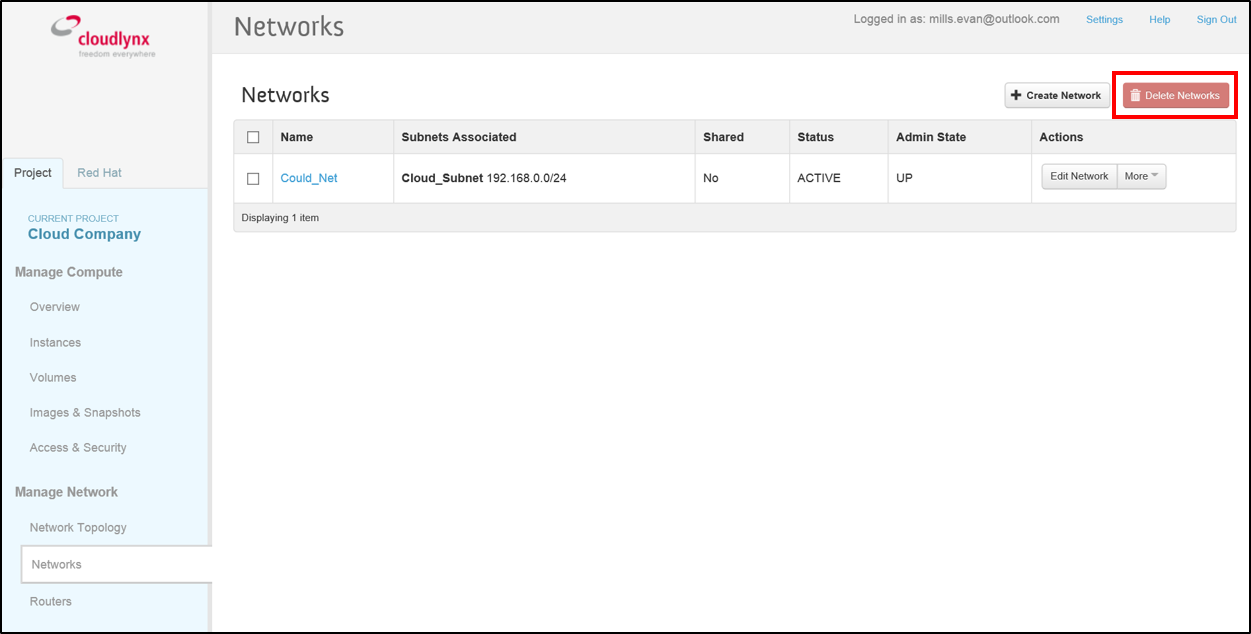 cloudlynx
freedom everywhere
Networks
Logged in as: mills.evan@outlook.com Settings Help Sign Out
Project Red Hat
CURRENT PROJECT
Cloud Company
Manage Compute
Overview
Instances
Volumes
Images & Snapshots
Access & Security
Manage Network
Network Topology
Networks
Routers
Networks
Create Network Delete Networks
Name Subnets Associated Shared Status Admin State Actions
Could_Net Cloud_Subnet 192.168.0.0/24 No ACTIVE UP Edit Network More
Displaying 1 item